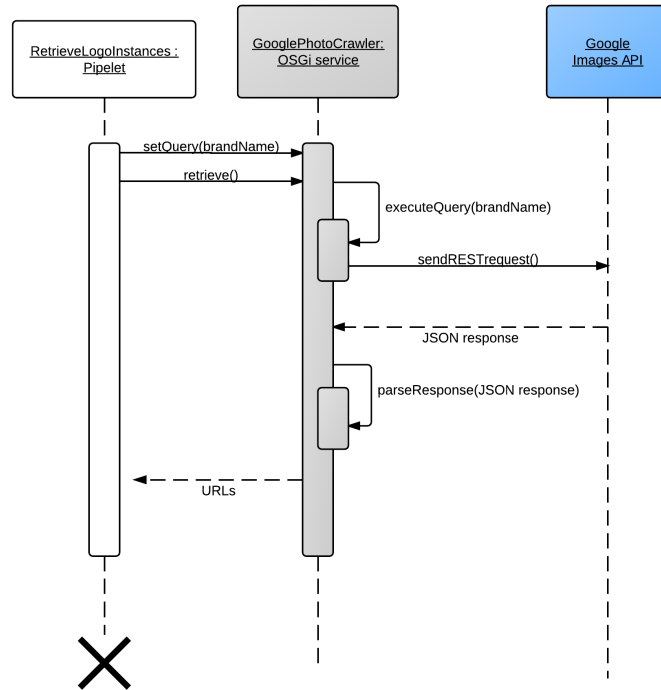 RetrieveLogoInstances :
Pipelet
GooglePhotoCrawler:
OSGi service
Google
Images API
setQuery(brandName)
retrieve()
executeQuery(brandName)
sendRESTrequest()
JSON response
parseResponse(JSON response)
URLs